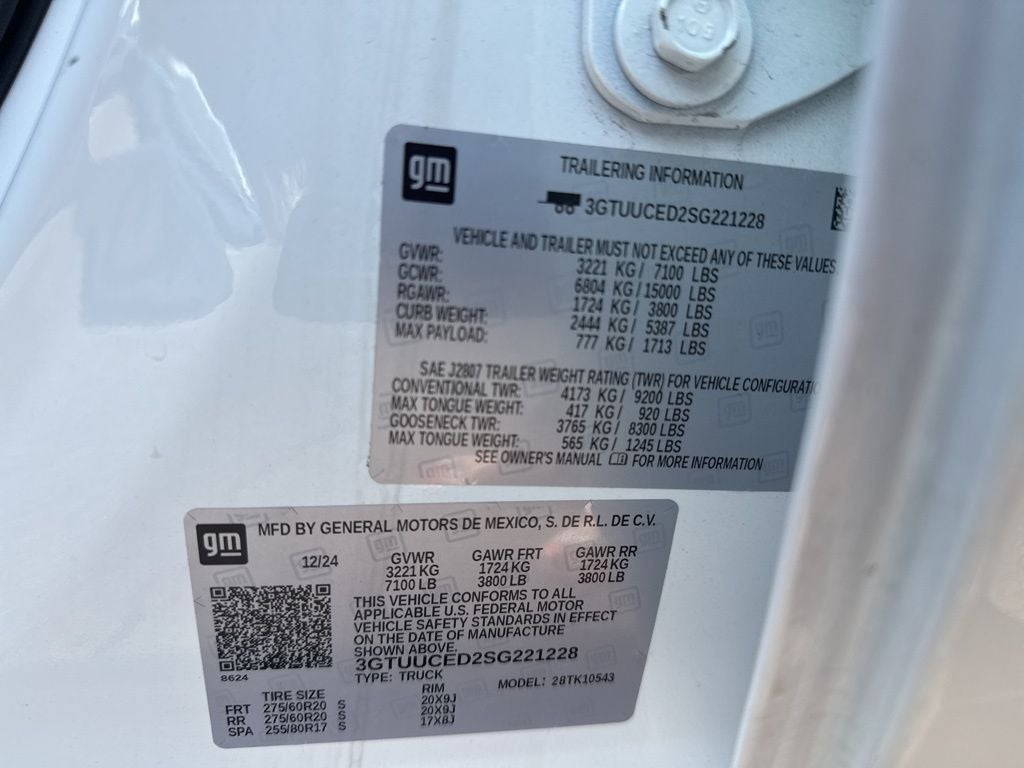 109
gm
TRAILERING INFORMATION
3GTUUCED2SG221228
VEHICLE AND TRAILER MUST NOT EXCEED ANY OF THESE VALUES
GVWR: 3221 KG / 7100 LBS
GCWR: 6804 KG / 15000 LBS
RGAWR: 1724 KG / 3800 LBS
CURB WEIGHT: 2444 KG / 5387 LBS
MAX PAYLOAD: 777 KG / 1713 LBS
SAE J2807 TRAILER WEIGHT RATING (TWR) FOR VEHICLE
CONVENTIONAL TWR: 4173 KG / 9200 LBS
MAX TONGUE WEIGHT: 417 KG / 920 LBS
GOOSENECK TWR: 3765 KG / 8300 LBS
MAX TONGUE WEIGHT: 565 KG / 1245 LBS
SEE OWNER'S MANUAL FOR MORE INFORMATION
gm
MFD BY GENERAL MOTORS DE MEXICO, S. DE R.L. DE C.V.
12/24 GVWR GAWR FRT GAWR RR
3221 KG 1724 KG 1724 KG
7100 LB 3800 LB 3800 LB
THIS VEHICLE CONFORMS TO ALL
APPLICABLE U.S. FEDERAL MOTOR
VEHICLE SAFETY STANDARDS IN EFFECT
ON THE DATE OF MANUFACTURE
SHOWN ABOVE.
3GTUUCED2SG221228
8624
TYPE: TRUCK MODEL: 28TK10543
TIRE SIZE RIM
FRT 275/60R20 S 20X9J
RR 275/60R20 S 20X9J
SPA 255/80R17 S 17X8J